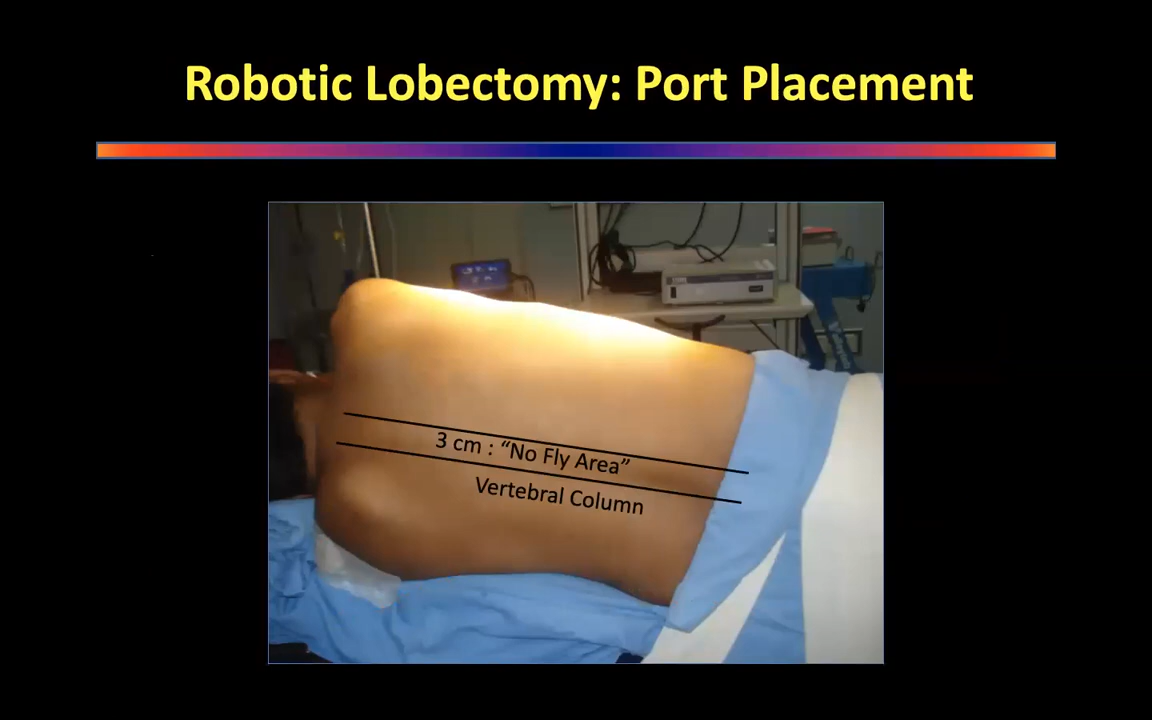 Robotic Lobectomy: Port Placement
3 cm : “No Fly Area”
Vertebral Column